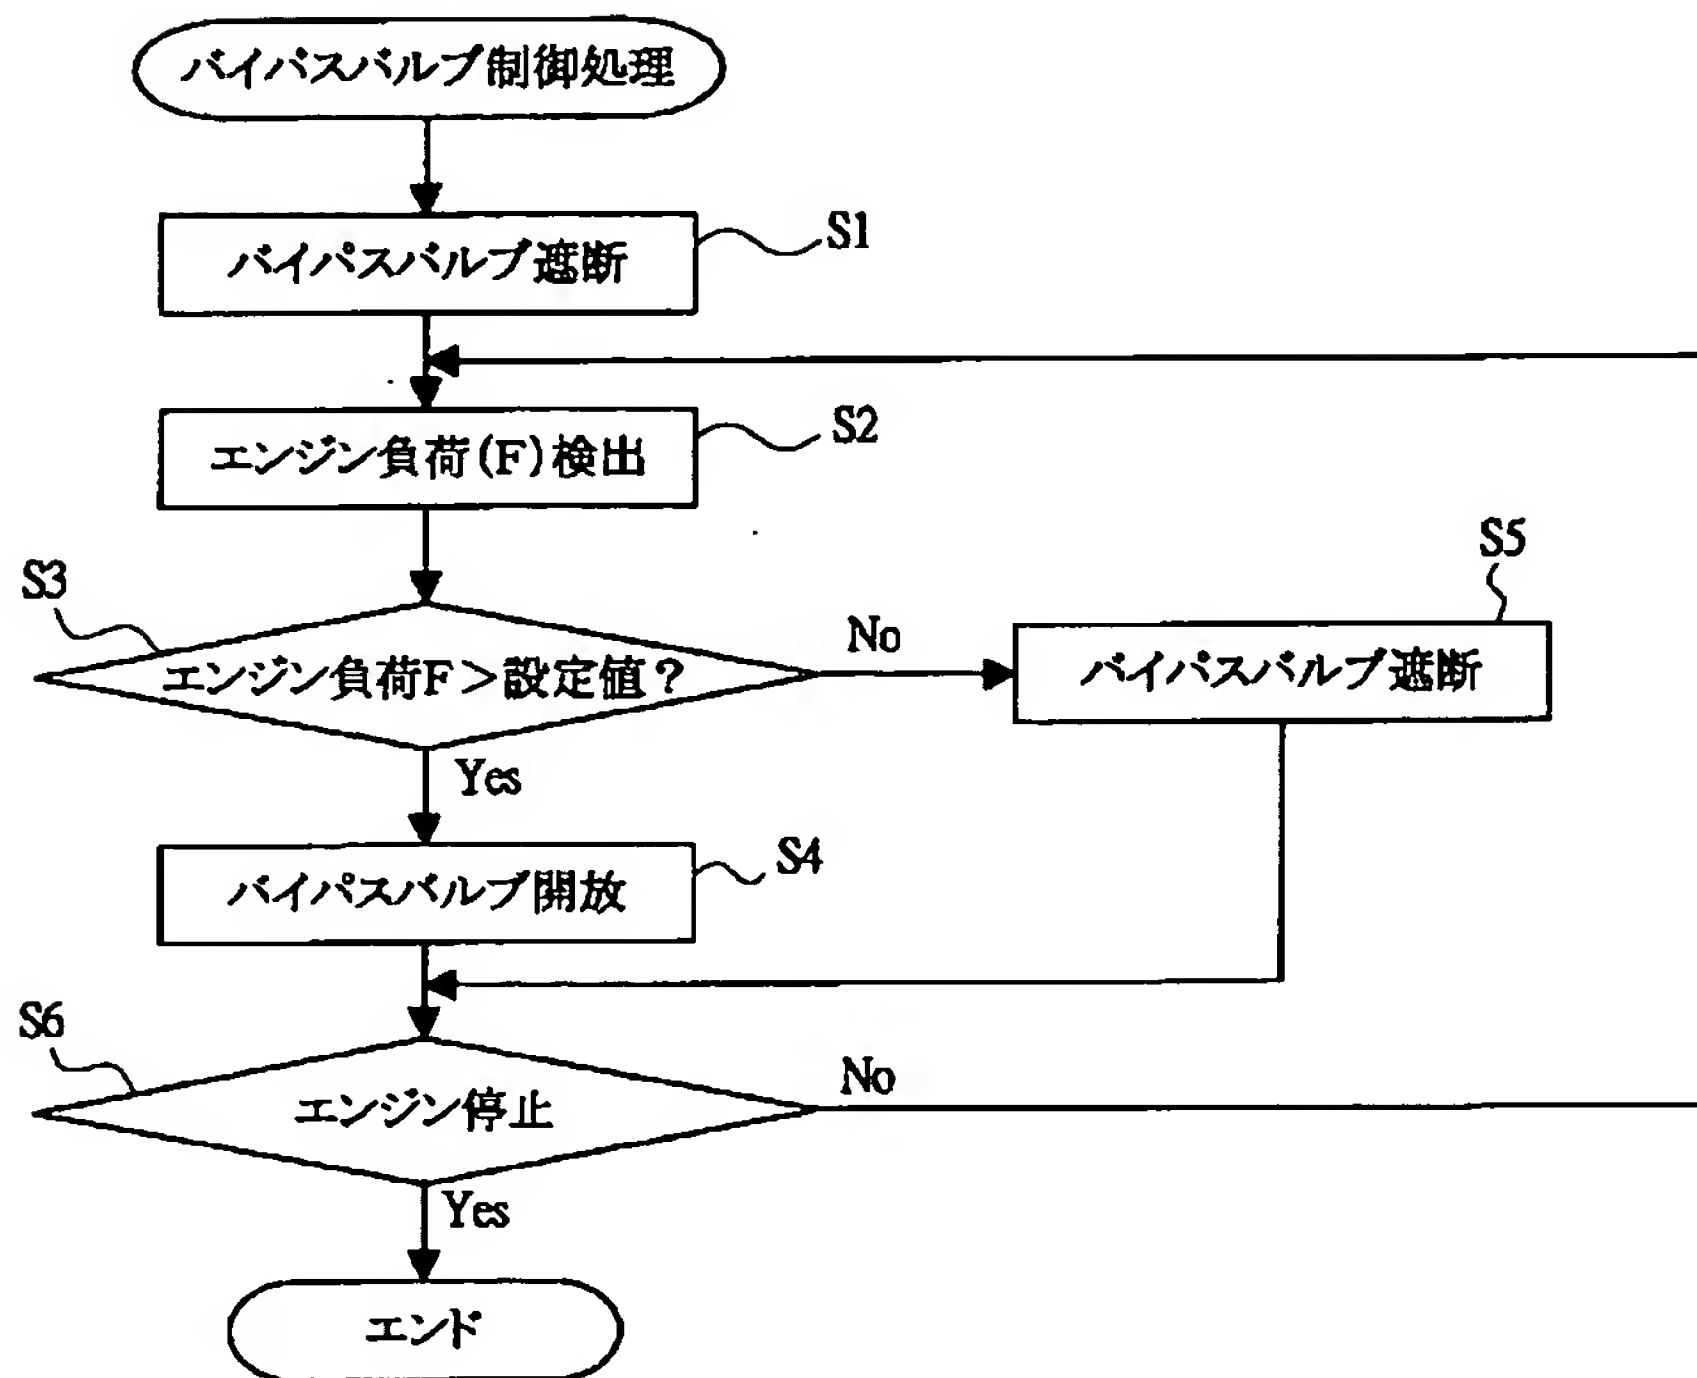 バイパスバルブ制御処理
バイパスバルブ遮断
S1
エンジン負荷(F)検出
S2
S3
エンジン負荷F>設定値?
No
S5
バイパスバルブ遮断
Yes
バイパスバルブ開放
S4
S6
エンジン停止
No
Yes
エンド